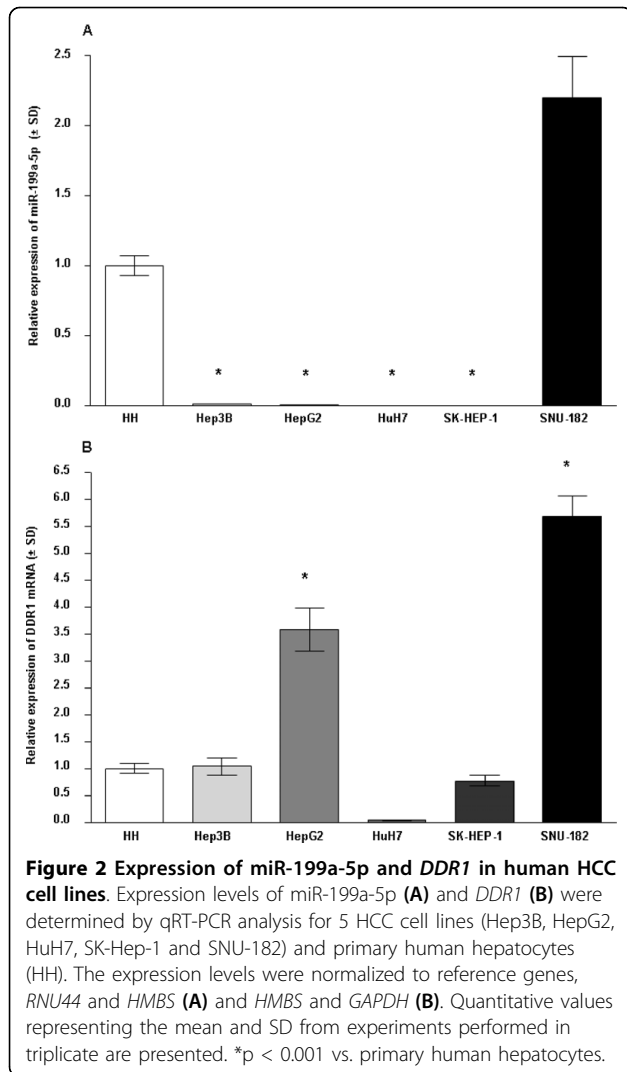 A
Relative expression of miR-199a-5p (± SD)
2.5
2.0
1.5
1.0
0.5
0.0
* * * *
HH Hep3B HepG2 HuH7 SK-HEP-1 SNU-182
B
Relative expression of DDR1 mRNA (± SD)
6.5
6.0
5.5
5.0
4.5
4.0
3.5
3.0
2.5
2.0
1.5
1.0
0.5
0.0
* *
HH Hep3B HepG2 HuH7 SK-HEP-1 SNU-182
Figure 2 Expression of miR-199a-5p and DDR1 in human HCC
cell lines. Expression levels of miR-199a-5p (A) and DDR1 (B) were
determined by qRT-PCR analysis for 5 HCC cell lines (Hep3B, HepG2,
HuH7, SK-Hep-1 and SNU-182) and primary human hepatocytes
(HH). The expression levels were normalized to reference genes,
RNU44 and HMBS (A) and HMBS and GAPDH (B). Quantitative values
representing the mean and SD from experiments performed in
triplicate are presented. *p < 0.001 vs. primary human hepatocytes.